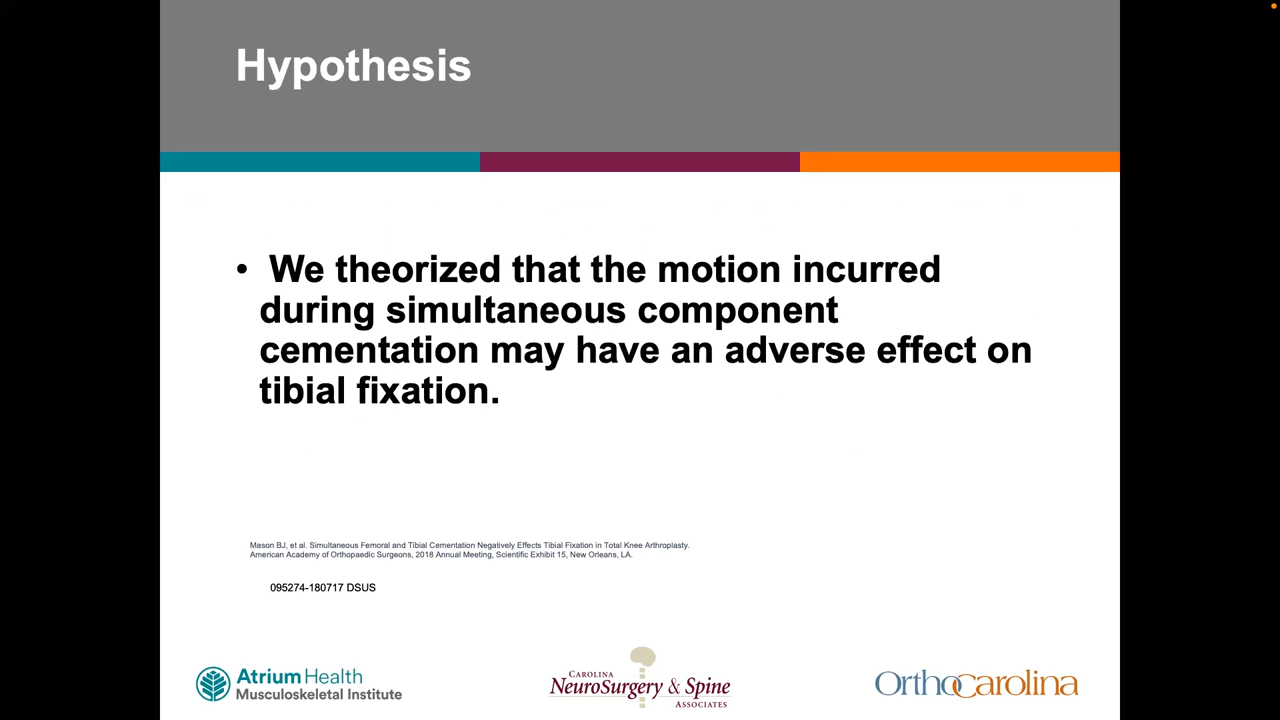 Hypothesis
• We theorized that the motion incurred
during simultaneous component
cementation may have an adverse effect on
tibial fixation.
Mason BJ, et al. Simultaneous Femoral and Tibial Cementation Negatively Effects Tibial Fixation in Total Knee Arthroplasty.
American Academy of Orthopaedic Surgeons, 2018 Annual Meeting, Scientific Exhibit 15, New Orleans, LA.
095274-180717 DSUS
Atrium Health
Musculoskeletal Institute
CAROLINA
NEUROSURGERY & SPINE
ASSOCIATES
OrthoCarolina